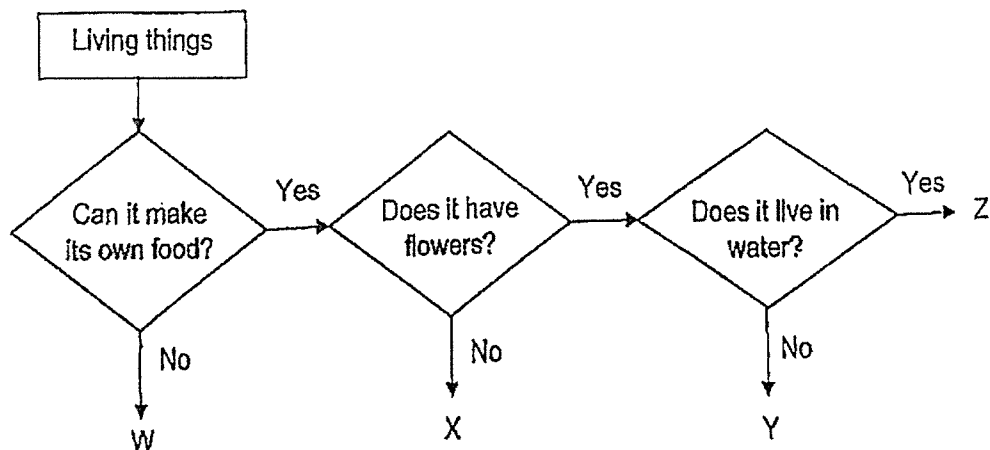 Living things
Can it make
its own food?
Yes
No
W
Does it have
flowers?
Yes
No
X
Does it live in
water?
Yes
Z
No
Y